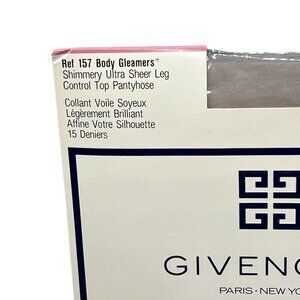 Ref 157 Body Gleamers®
Shimmery Ultra Sheer Leg
Control Top Pantyhose
Collant Voile Soyeux
Légèrement Brillant
Affine Votre Silhouette
15 Deniers
GIVENC
PARIS · NEW YO